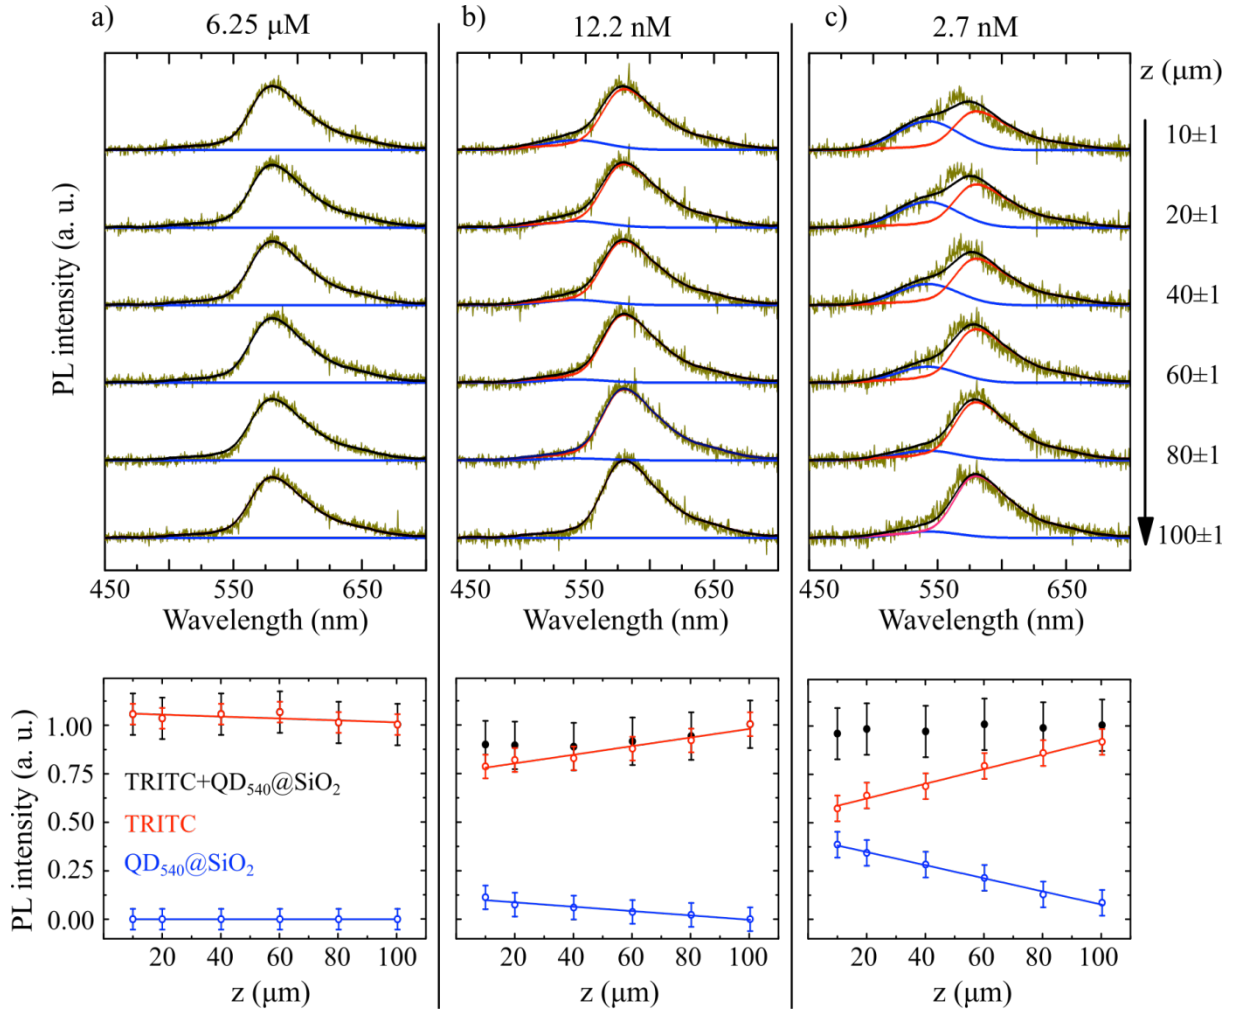 a) 6.25 μM
b) 12.2 nM
c) 2.7 nM
z (μm)
10±1
20±1
40±1
60±1
80±1
100±1
PL intensity (a. u.)
450 550 650
Wavelength (nm)
450 550 650
Wavelength (nm)
450 550 650
Wavelength (nm)
PL intensity (a. u.)
1.00
0.75
0.50
0.25
0.00
TRITC+QD540@SiO2
TRITC
QD540@SiO2
20 40 60 80 100
z (μm)
20 40 60 80 100
z (μm)
20 40 60 80 100
z (μm)